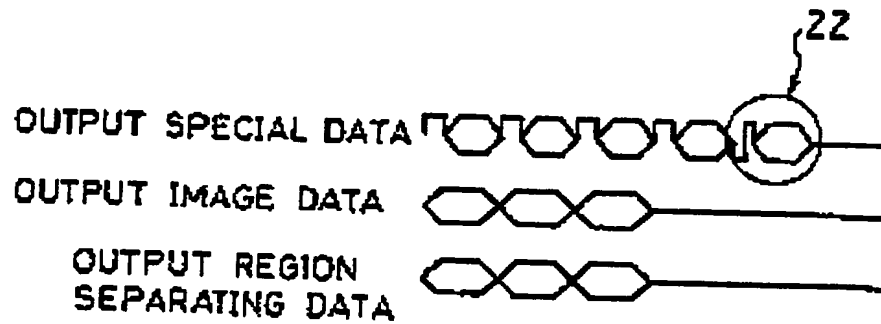 22
OUTPUT SPECIAL DATA
OUTPUT IMAGE DATA
OUTPUT REGION
SEPARATING DATA